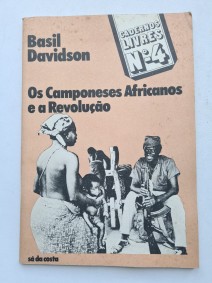 Basil
Davidson
CADERNOS
LIVRES
Nº4
Os Camponeses Africanos
e a Revolução
sá da costa